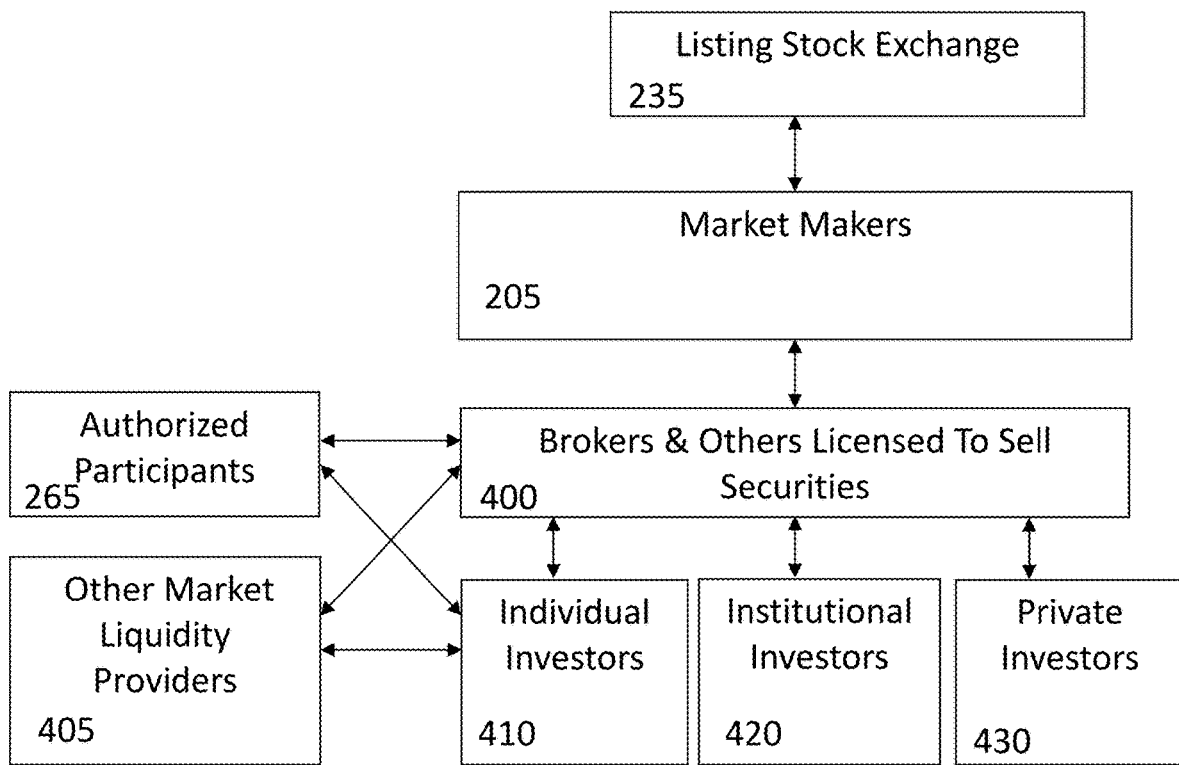 Listing Stock Exchange
235
Market Makers
205
Authorized
Participants
265
Brokers & Others Licensed To Sell
Securities
400
Other Market
Liquidity
Providers
405
Individual
Investors
410
Institutional
Investors
420
Private
Investors
430